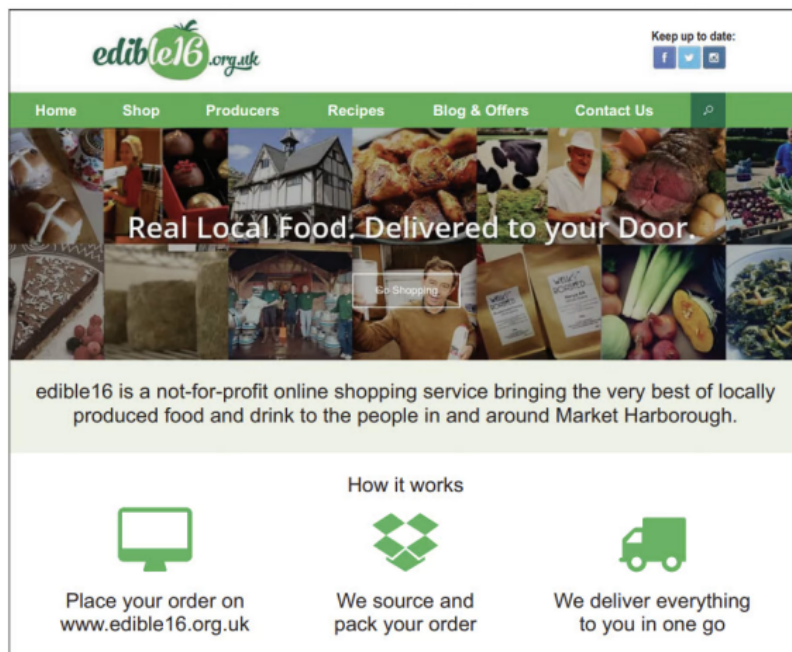 edible16.org.uk
Keep up to date:
Home Shop Producers Recipes Blog & Offers Contact Us
Real Local Food. Delivered to your Door.
Go Shopping
edible16 is a not-for-profit online shopping service bringing the very best of locally
produced food and drink to the people in and around Market Harborough.
How it works
Place your order on
www.edible16.org.uk
We source and
pack your order
We deliver everything
to you in one go